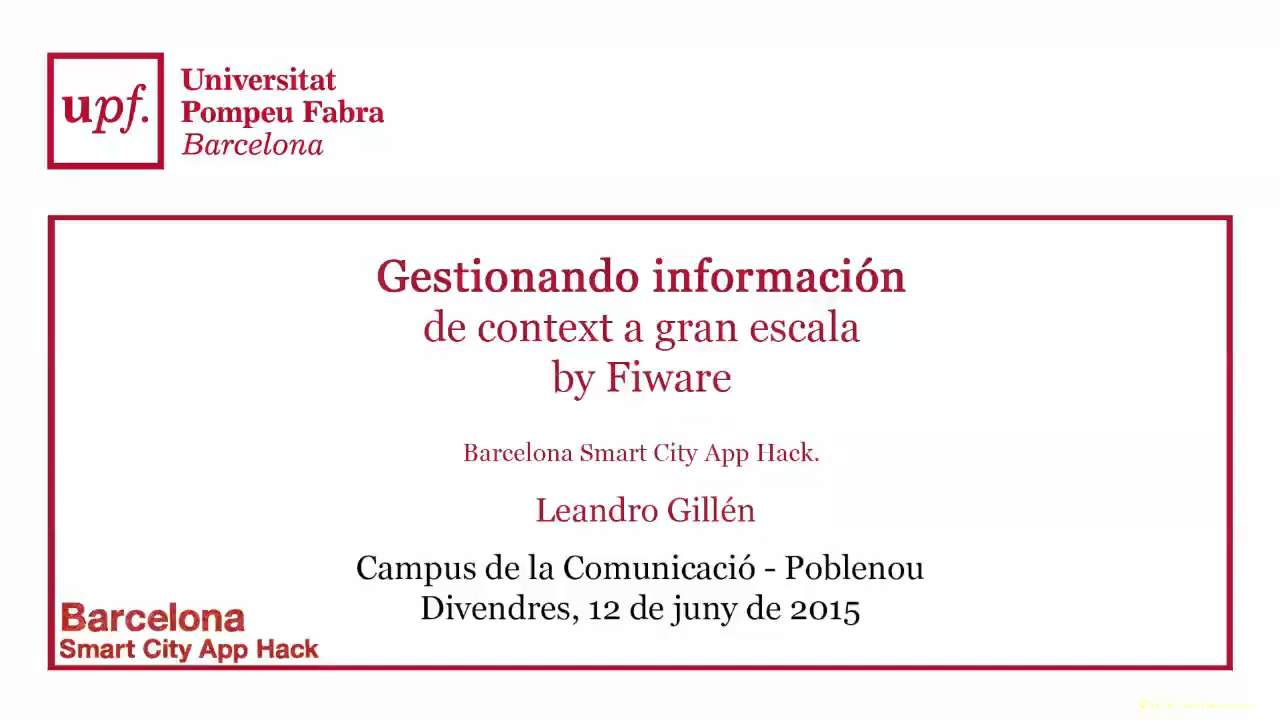 upf.
Universitat
Pompeu Fabra
Barcelona
Gestionando información
de context a gran escala
by Fiware
Barcelona Smart City App Hack.
Leandro Gillén
Campus de la Comunicació - Poblenou
Divendres, 12 de juny de 2015
Barcelona
Smart City App Hack